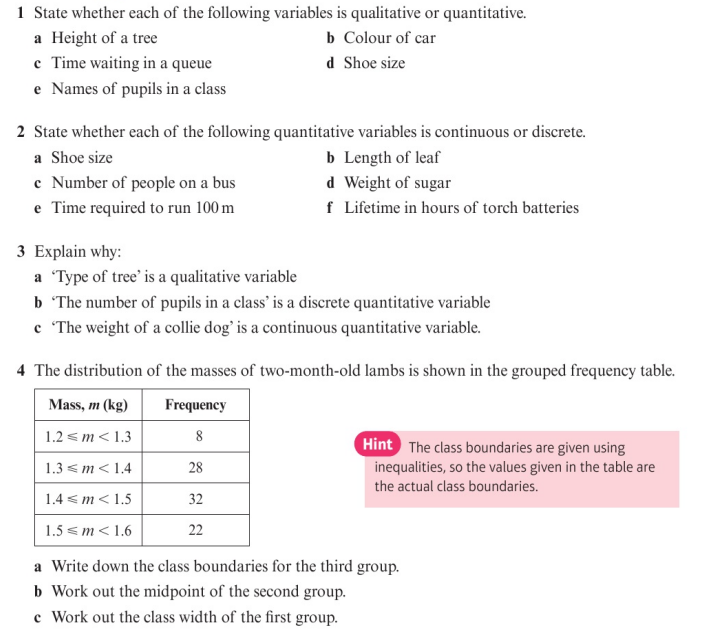 1 State whether each of the following variables is qualitative or quantitative.
a Height of a tree
b Colour of car
c Time waiting in a queue
d Shoe size
e Names of pupils in a class
2 State whether each of the following quantitative variables is continuous or discrete.
a Shoe size
b Length of leaf
c Number of people on a bus
d Weight of sugar
e Time required to run 100 m
f Lifetime in hours of torch batteries
3 Explain why:
a ‘Type of tree’ is a qualitative variable
b ‘The number of pupils in a class’ is a discrete quantitative variable
c ‘The weight of a collie dog’ is a continuous quantitative variable.
4 The distribution of the masses of two-month-old lambs is shown in the grouped frequency table.
Mass, m (kg) Frequency
1.2 ⩽ m < 1.3 8
1.3 ⩽ m < 1.4 28
1.4 ⩽ m < 1.5 32
1.5 ⩽ m < 1.6 22
Hint The class boundaries are given using
inequalities, so the values given in the table are
the actual class boundaries.
a Write down the class boundaries for the third group.
b Work out the midpoint of the second group.
c Work out the class width of the first group.